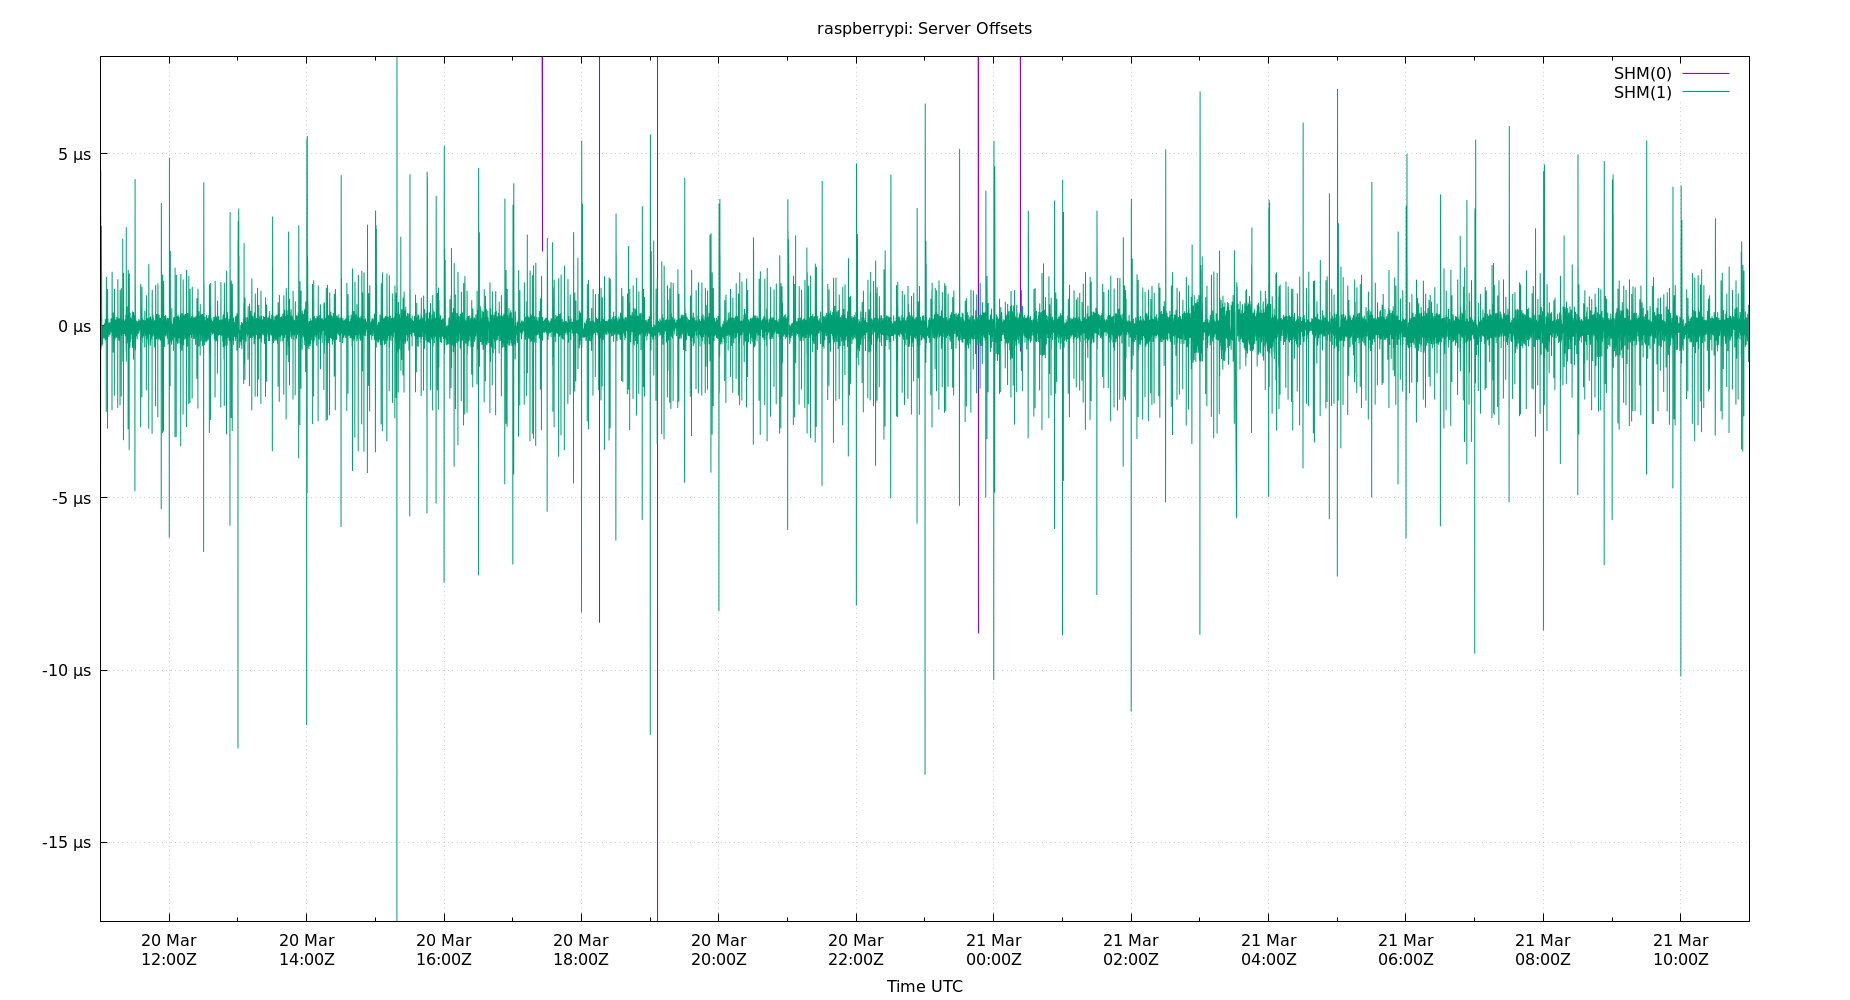 raspberrypi: Server Offsets
SHM(0)
SHM(1)
5 µs
0 µs
-5 µs
-10 µs
-15 µs
20 Mar 20 Mar 20 Mar 20 Mar 20 Mar 20 Mar 21 Mar 21 Mar 21 Mar 21 Mar 21 Mar 21 Mar
12:00Z 14:00Z 16:00Z 18:00Z 20:00Z 22:00Z 00:00Z 02:00Z 04:00Z 06:00Z 08:00Z 10:00Z
Time UTC